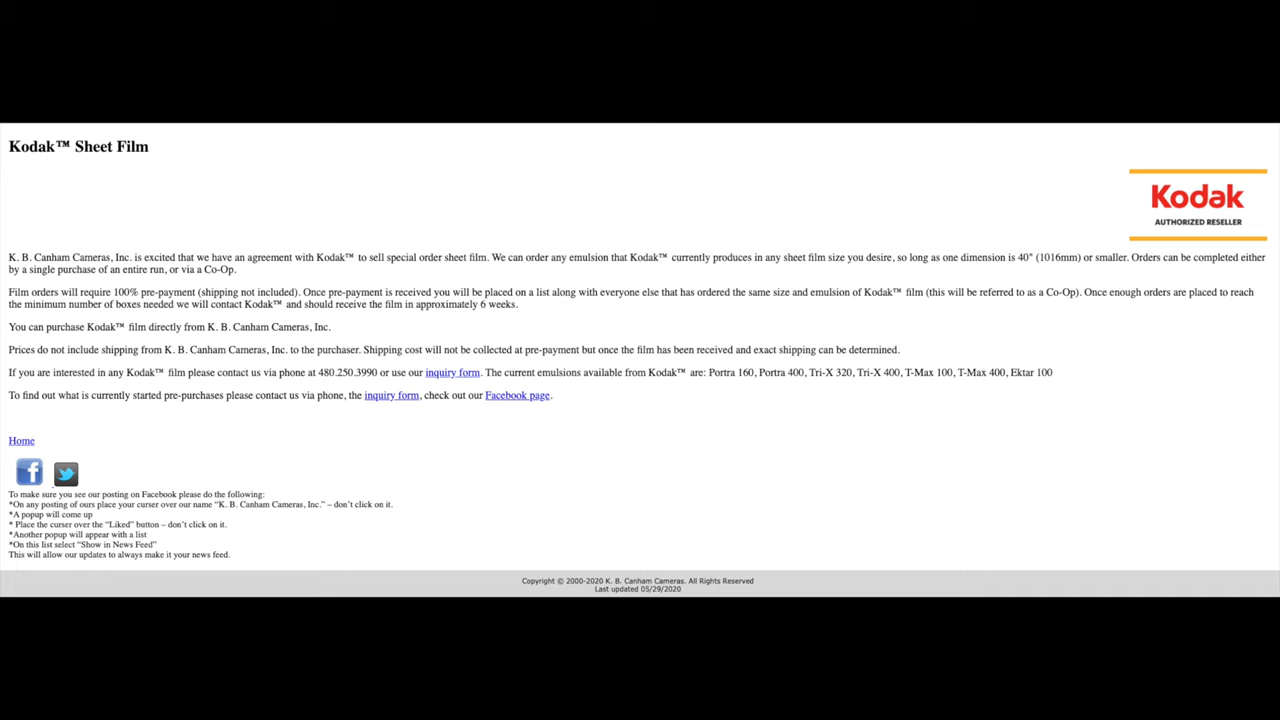 Kodak™ Sheet Film
Kodak
AUTHORIZED RESELLER
K. B. Canham Cameras, Inc. is excited that we have an agreement with Kodak™ to sell special order sheet film. We can order any emulsion that Kodak™ currently produces in any sheet film size you desire, so long as one dimension is 40" (1016mm) or smaller. Orders can be completed either
by a single purchase of an entire run, or via a Co-Op.
Film orders will require 100% pre-payment (shipping not included). Once pre-payment is received you will be placed on a list along with everyone else that has ordered the same size and emulsion of Kodak™ film (this will be referred to as a Co-Op). Once enough orders are placed to reach
the minimum number of boxes needed we will contact Kodak™ and should receive the film in approximately 6 weeks.
You can purchase Kodak™ film directly from K. B. Canham Cameras, Inc.
Prices do not include shipping from K. B. Canham Cameras, Inc. to the purchaser. Shipping cost will not be collected at pre-payment but once the film has been received and exact shipping can be determined.
If you are interested in any Kodak™ film please contact us via phone at 480.250.3990 or use our inquiry form. The current emulsions available from Kodak™ are: Portra 160, Portra 400, Tri-X 320, Tri-X 400, T-Max 100, T-Max 400, Ektar 100
To find out what is currently started pre-purchases please contact us via phone, the inquiry form, check out our Facebook page.
Home
To make sure you see our posting on Facebook please do the following:
*On any posting of ours place your curser over our name “K. B. Canham Cameras, Inc.” – don’t click on it.
*A popup will come up
* Place the curser over the “Liked” button – don’t click on it.
*Another popup will appear with a list
*On this list select “Show in News Feed”
This will allow our updates to always make it your news feed.
Copyright © 2000-2020 K. B. Canham Cameras. All Rights Reserved
Last updated 05/29/2020